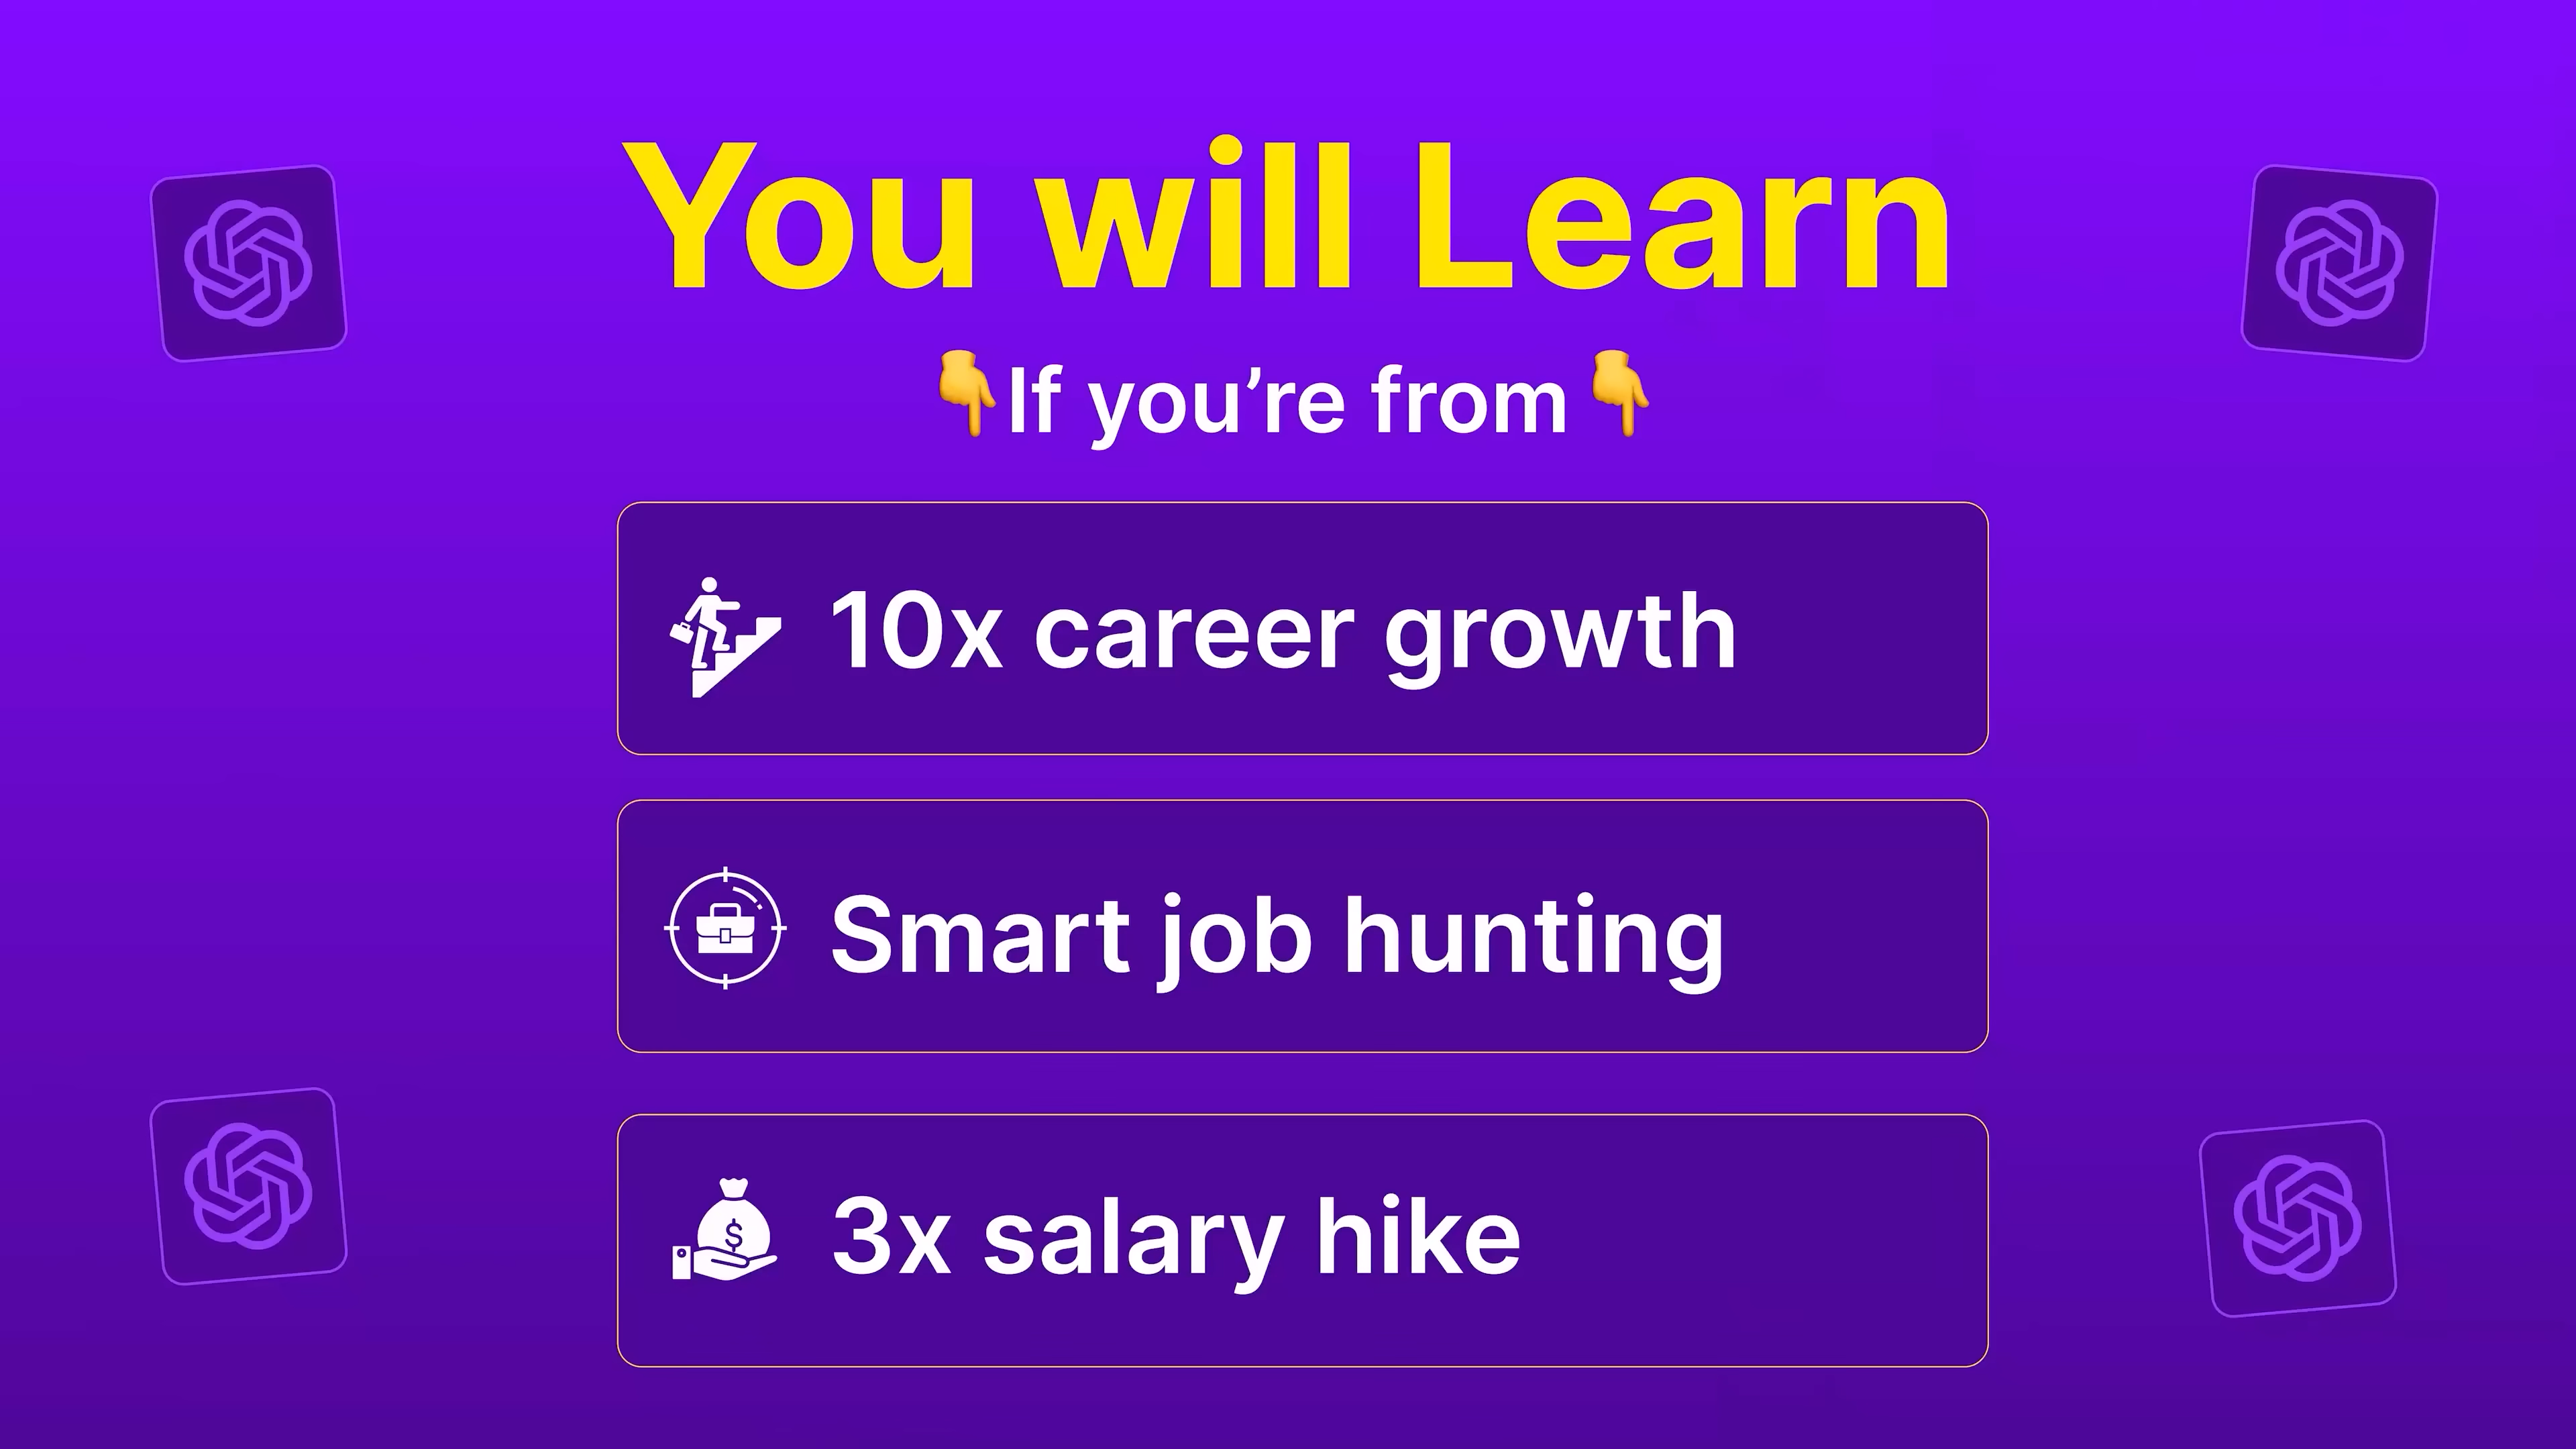 You will Learn
👇If you’re from👇
10x career growth
Smart job hunting
3x salary hike